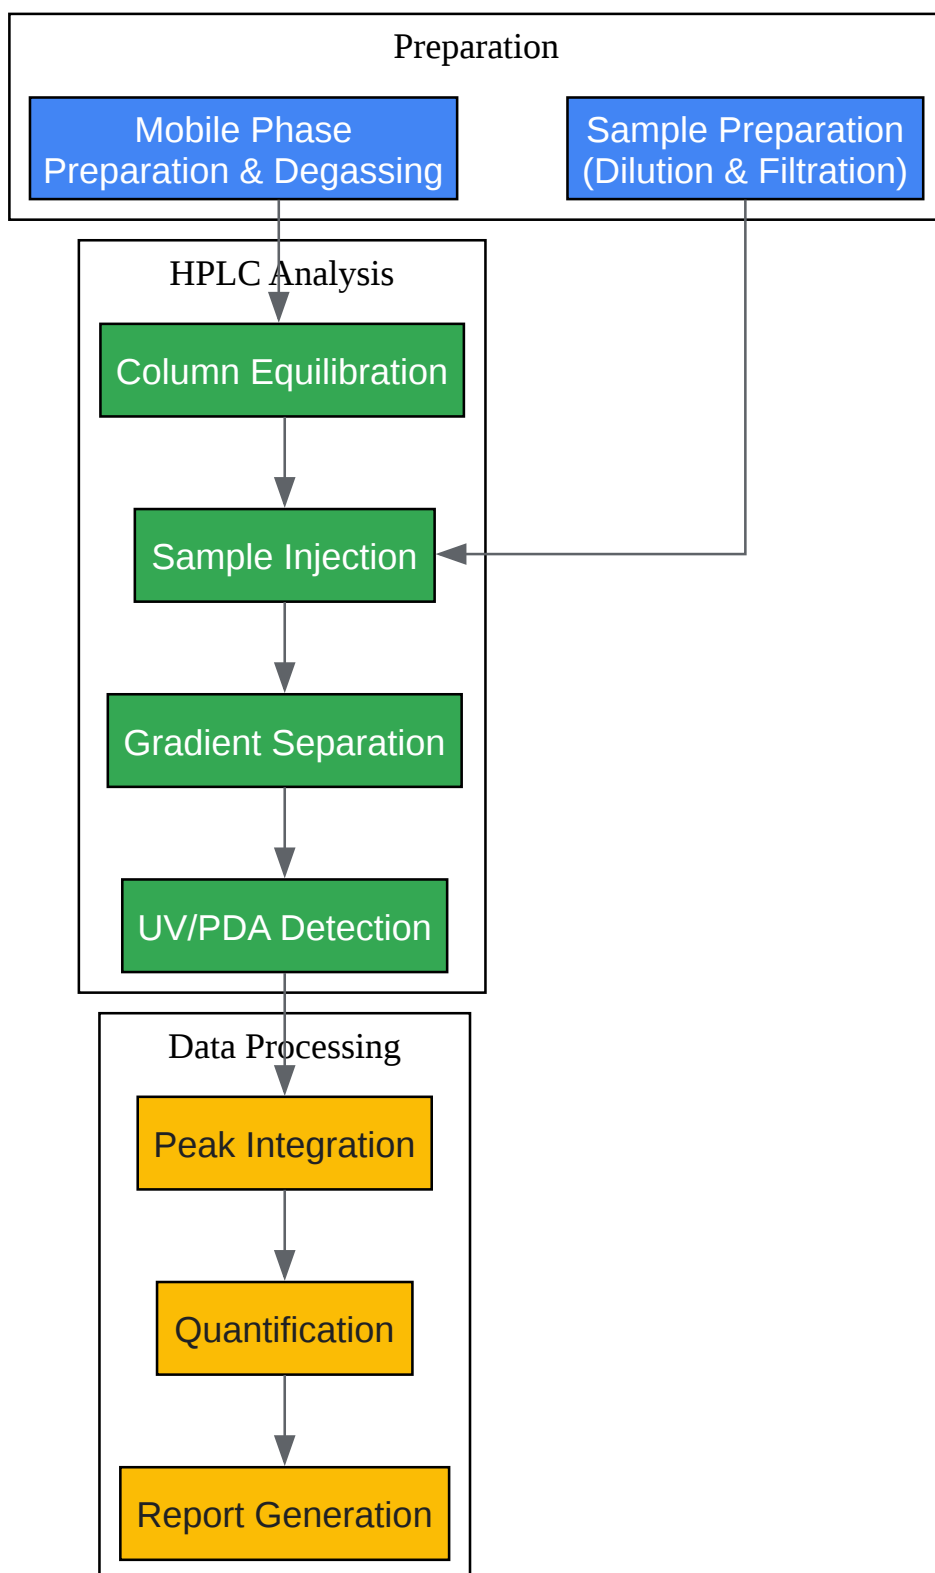 Preparation
Mobile Phase
Preparation & Degassing
Sample Preparation
(Dilution & Filtration)
HPLC Analysis
Column Equilibration
Sample Injection
Gradient Separation
UV/PDA Detection
Data Processing
Peak Integration
Quantification
Report Generation